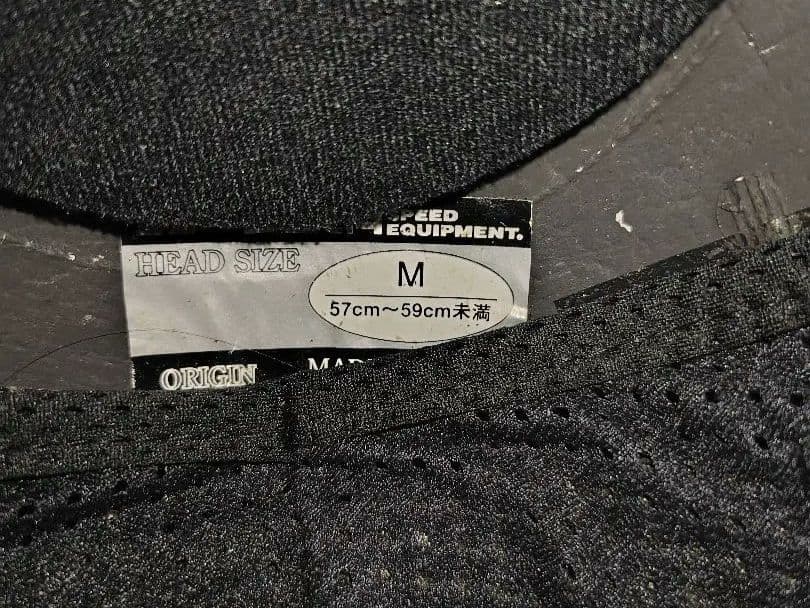 SPEED
EQUIPMENT.
HEAD SIZE
M
57cm～59cm未満
ORIGIN